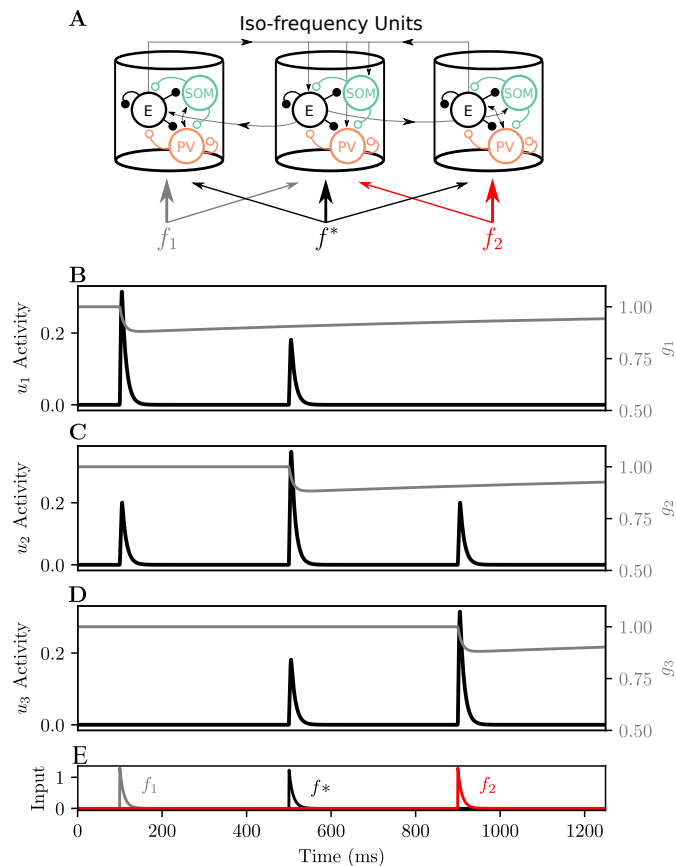 A
Iso-frequency Units
SOM SOM SOM
E E E
PV PV PV
f1 f* f2
B
u1 Activity
0.2
0.0
1.00
0.75
0.50
g1
C
u2 Activity
0.2
0.0
1.00
0.75
0.50
g2
D
u3 Activity
0.2
0.0
1.00
0.75
0.50
g3
E
Input
1
0
f1 f* f2
0 200 400 600 800 1000 1200
Time (ms)